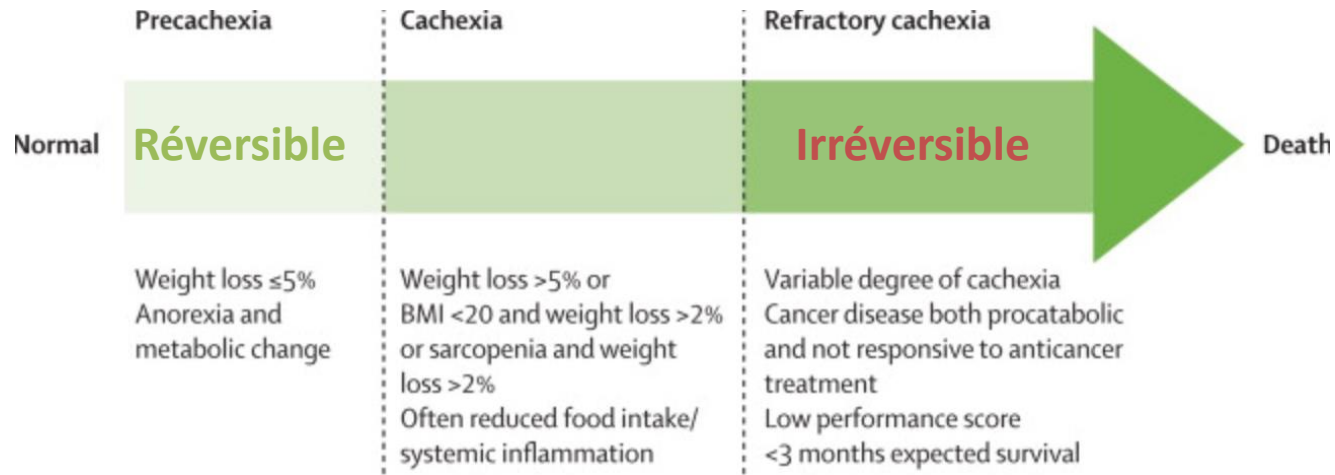 Precachexia
Cachexia
Refractory cachexia
Normal
Réversible
Irréversible
Death
Weight loss ≤5%
Anorexia and
metabolic change
Weight loss >5% or
BMI <20 and weight loss >2%
or sarcopenia and weight
loss >2%
Often reduced food intake/
systemic inflammation
Variable degree of cachexia
Cancer disease both procatabolic
and not responsive to anticancer
treatment
Low performance score
<3 months expected survival